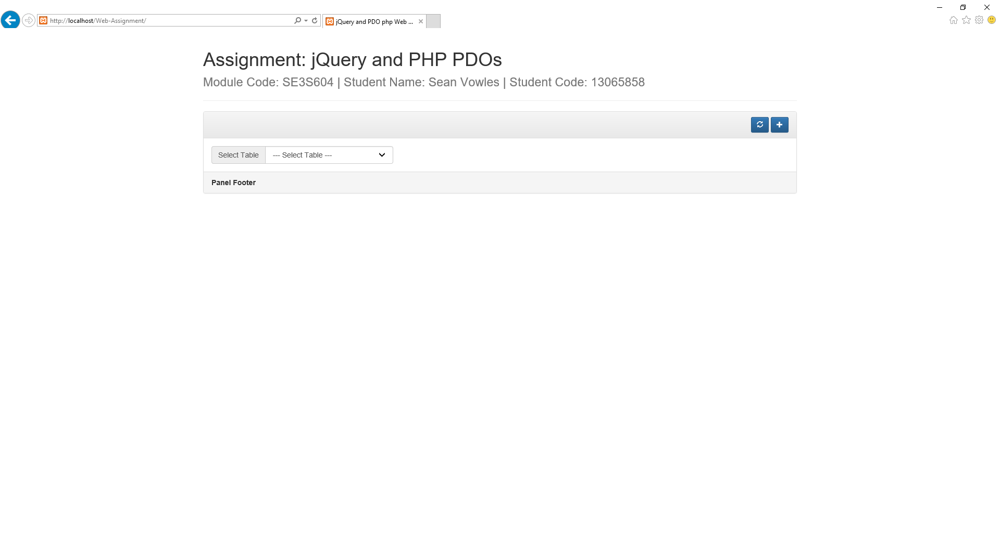 http://localhost/Web-Assignment/
jQuery and PDO php Web ...
Assignment: jQuery and PHP PDOs
Module Code: SE3S604 | Student Name: Sean Vowles | Student Code: 13065858
Select Table
--- Select Table ---
Panel Footer